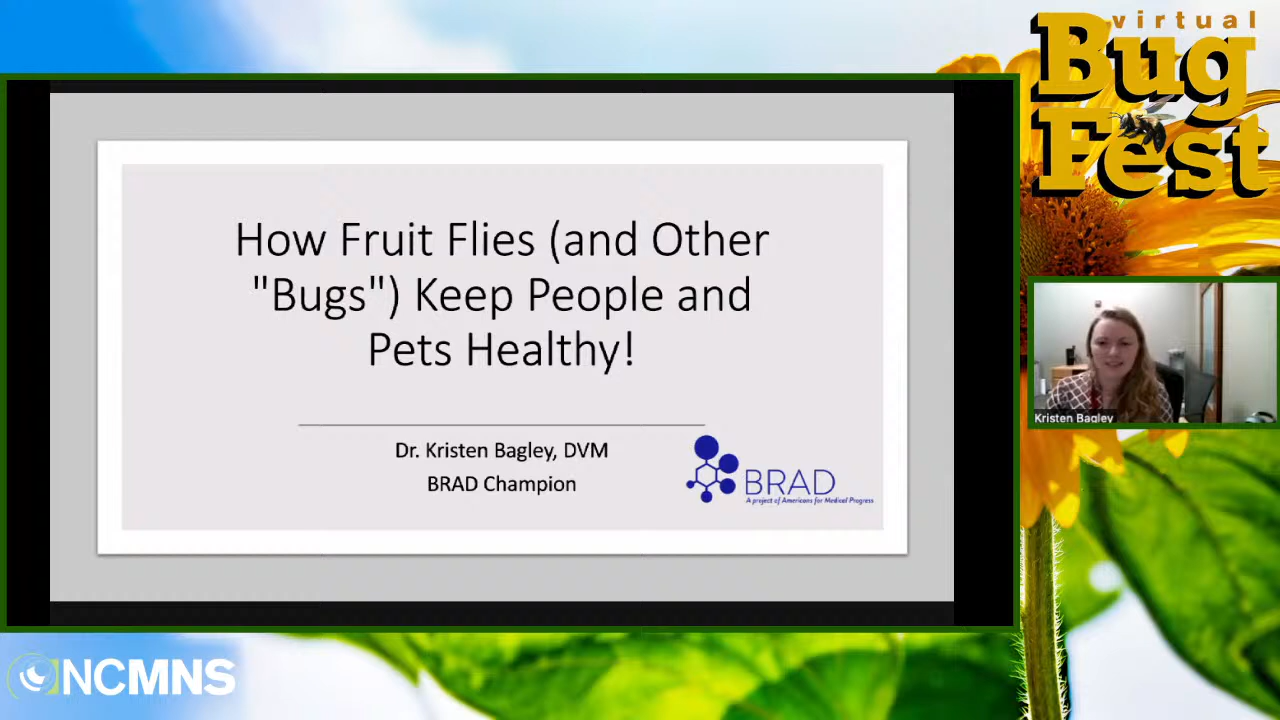 virtual
Bug
Fest
How Fruit Flies (and Other
"Bugs") Keep People and
Pets Healthy!
Dr. Kristen Bagley, DVM
BRAD Champion
BRAD
A project of Americans for Medical Progress
Kristen Bagley
NCMNS